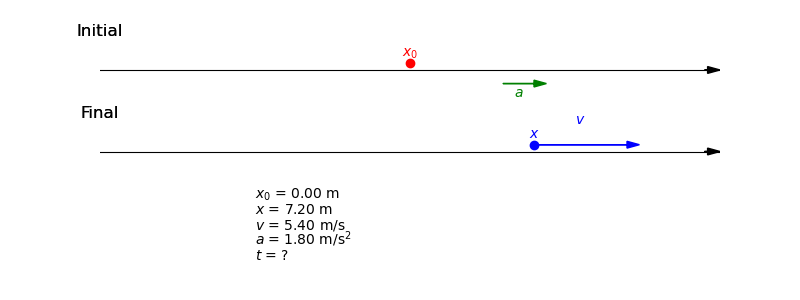 Initial
x₀
a
Final
v
x
x₀ = 0.00 m
x = 7.20 m
v = 5.40 m/s
a = 1.80 m/s²
t = ?